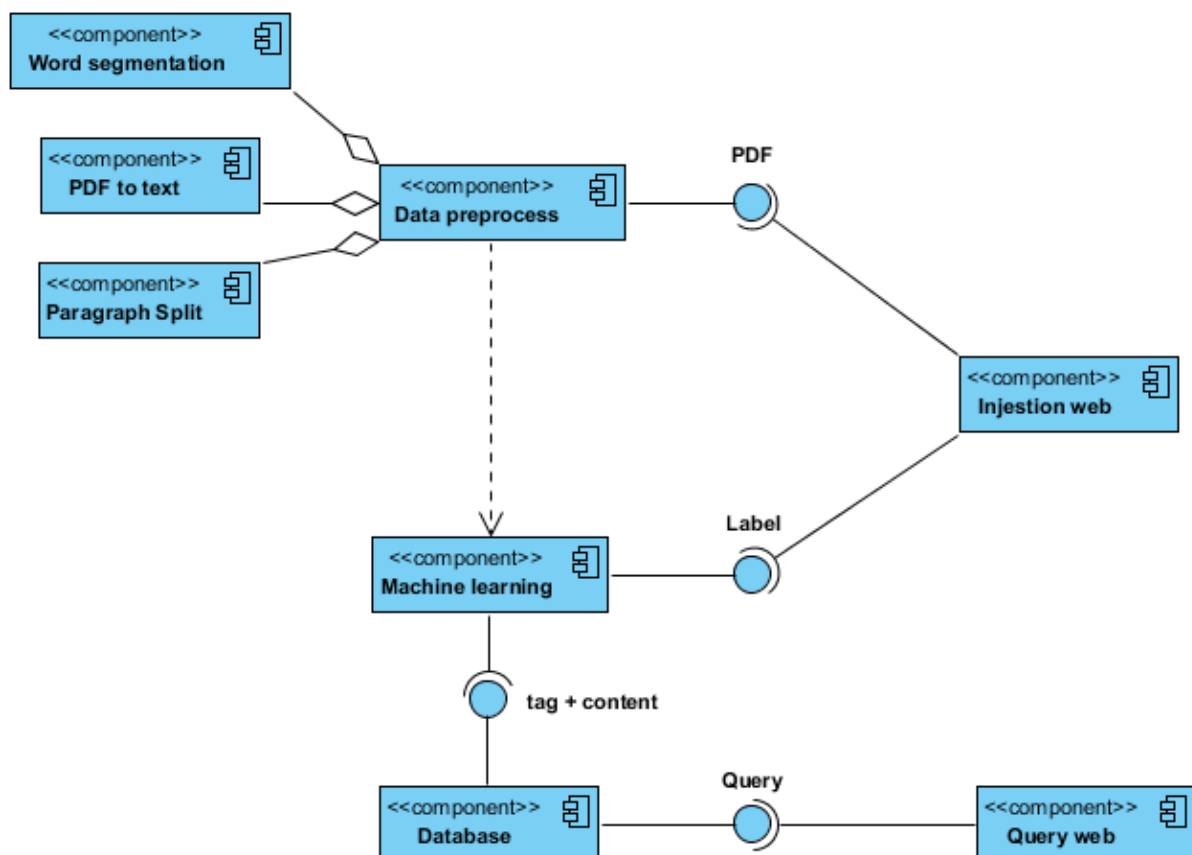 <<component>>
Word segmentation
<<component>>
PDF to text
<<component>>
Paragraph Split
<<component>>
Data preprocess
PDF
<<component>>
Injestion web
Label
<<component>>
Machine learning
tag + content
<<component>>
Database
Query
<<component>>
Query web